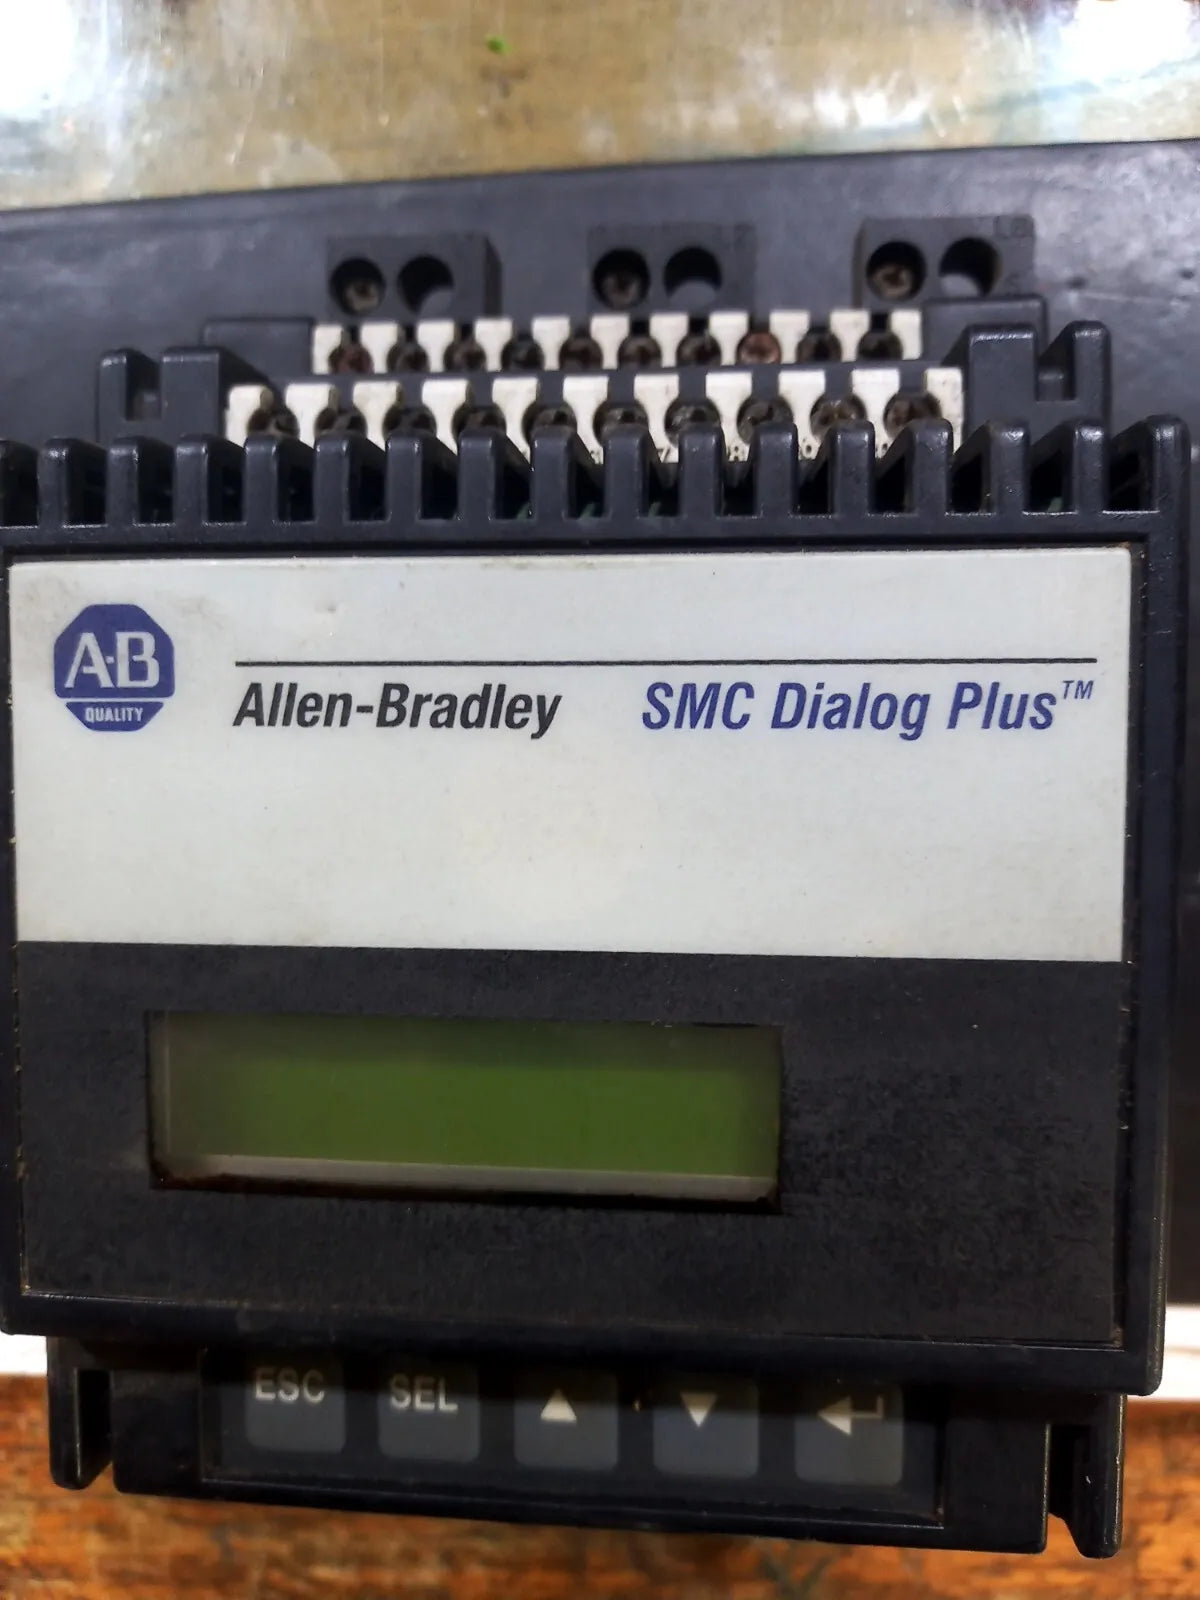 A-B
QUALITY
Allen-Bradley SMC Dialog Plus™
ESC SEL